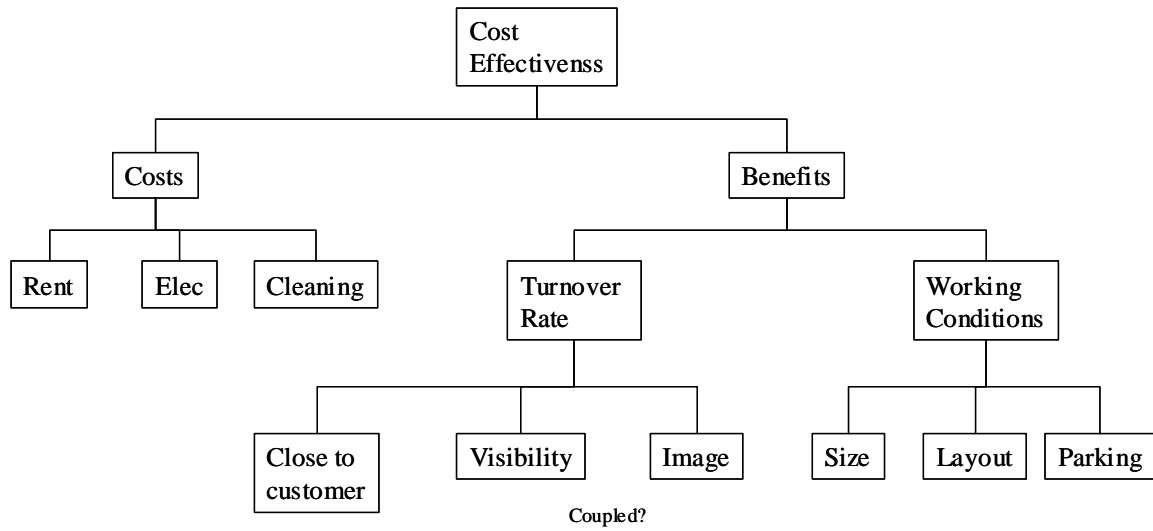 Cost
Effectivenss
Costs
Benefits
Rent
Elec
Cleaning
Turnover
Rate
Working
Conditions
Close to
customer
Visibility
Image
Size
Layout
Parking
Coupled?